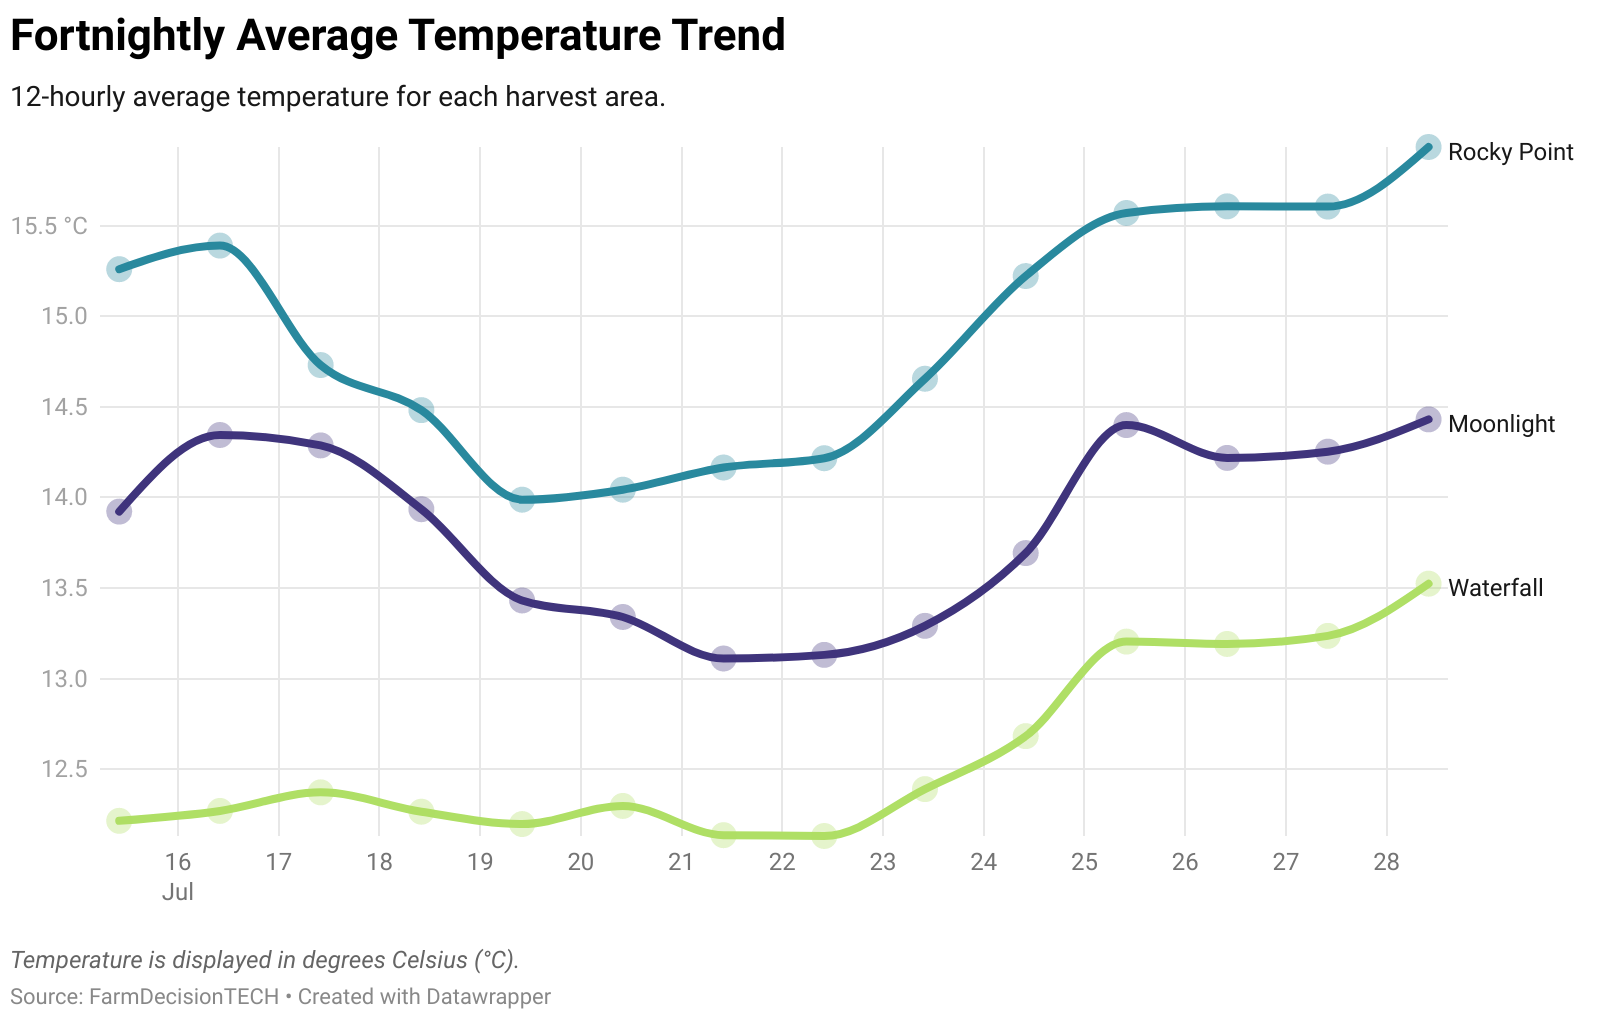 Fortnightly Average Temperature Trend
12-hourly average temperature for each harvest area.
Rocky Point
15.5 °C
15.0
14.5
Moonlight
14.0
13.5
Waterfall
13.0
12.5
16 17 18 19 20 21 22 23 24 25 26 27 28
Jul
Temperature is displayed in degrees Celsius (°C).
Source: FarmDecisionTECH • Created with Datawrapper